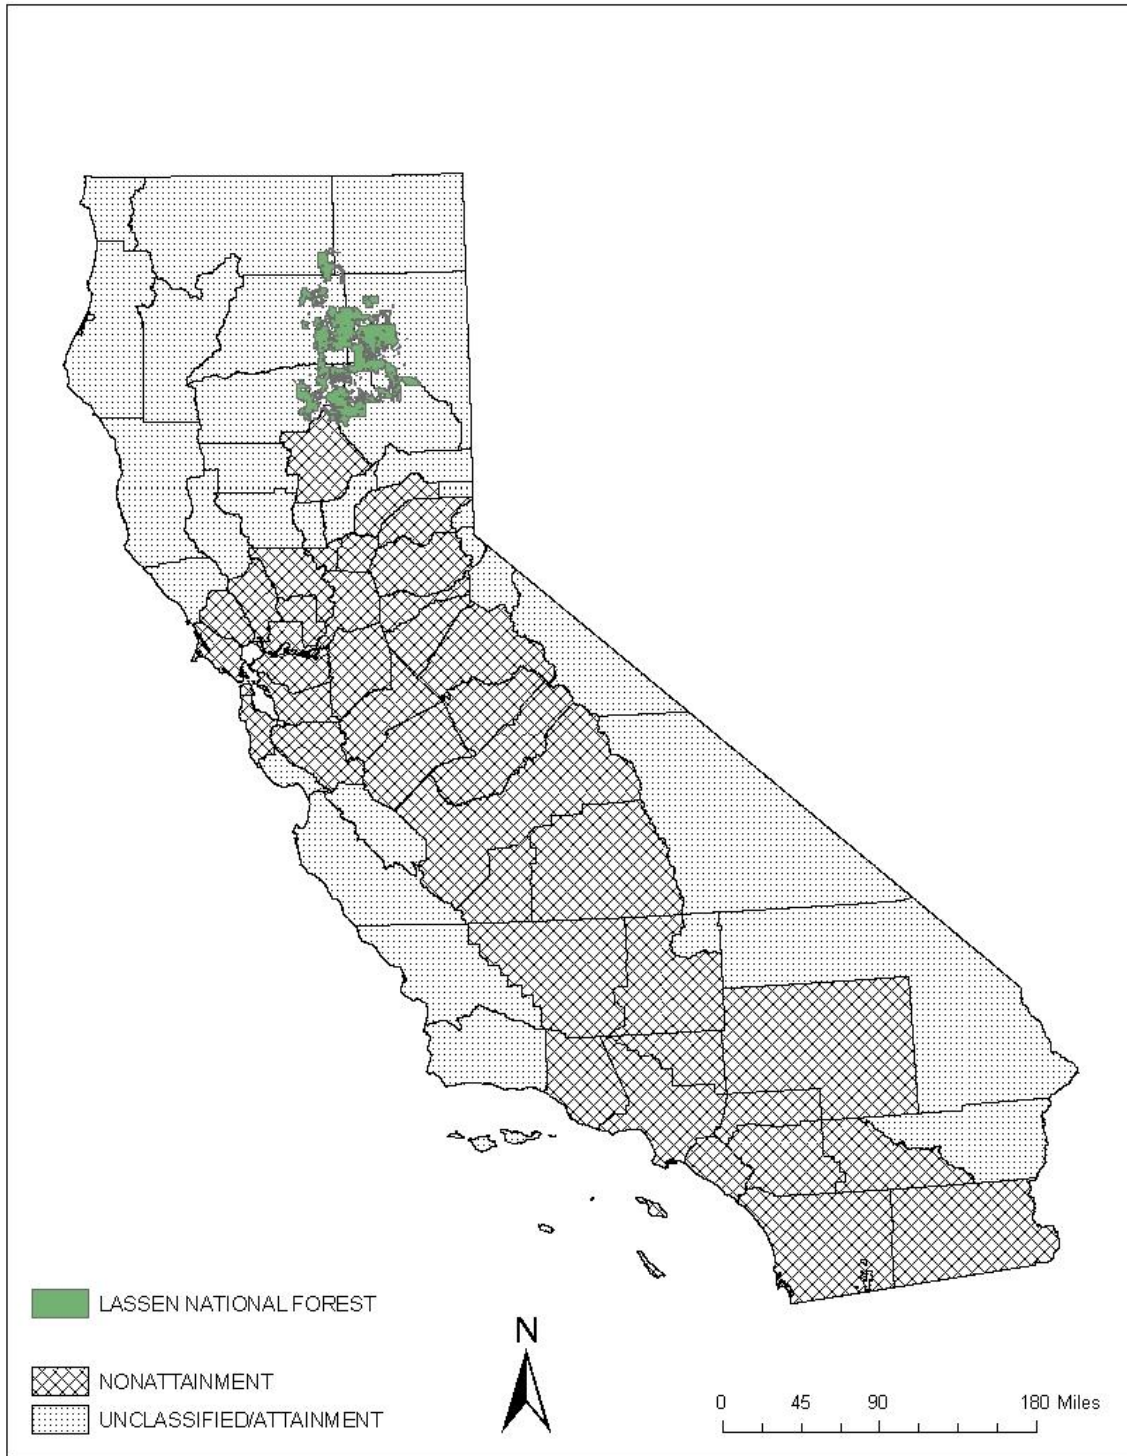 LASSEN NATIONAL FOREST
NONATTAINMENT
UNCLASSIFIED/ATTAINMENT
N
0 45 90 180 Miles